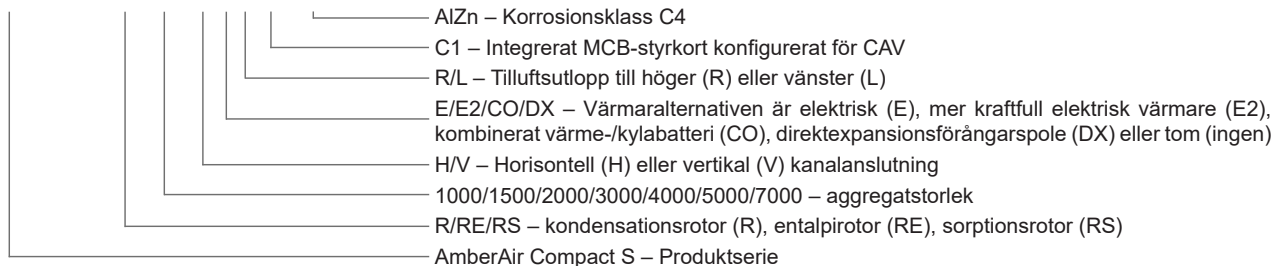 AlZn – Korrosionsklass C4
C1 – Integrerat MCB-styrkort konfigurerat för CAV
R/L – Tilluftsutlopp till höger (R) eller vänster (L)
E/E2/CO/DX – Värmaralternativen är elektrisk (E), mer kraftfull elektrisk värmare (E2),
kombinerat värme-/kylabatteri (CO), direktexpansionsförångarspole (DX) eller tom (ingen)
H/V – Horisontell (H) eller vertikal (V) kanalanslutning
1000/1500/2000/3000/4000/5000/7000 – aggregatstorlek
R/RE/RS – kondensationsrotor (R), entalpirotor (RE), sorptionsrotor (RS)
AmberAir Compact S – Produktserie